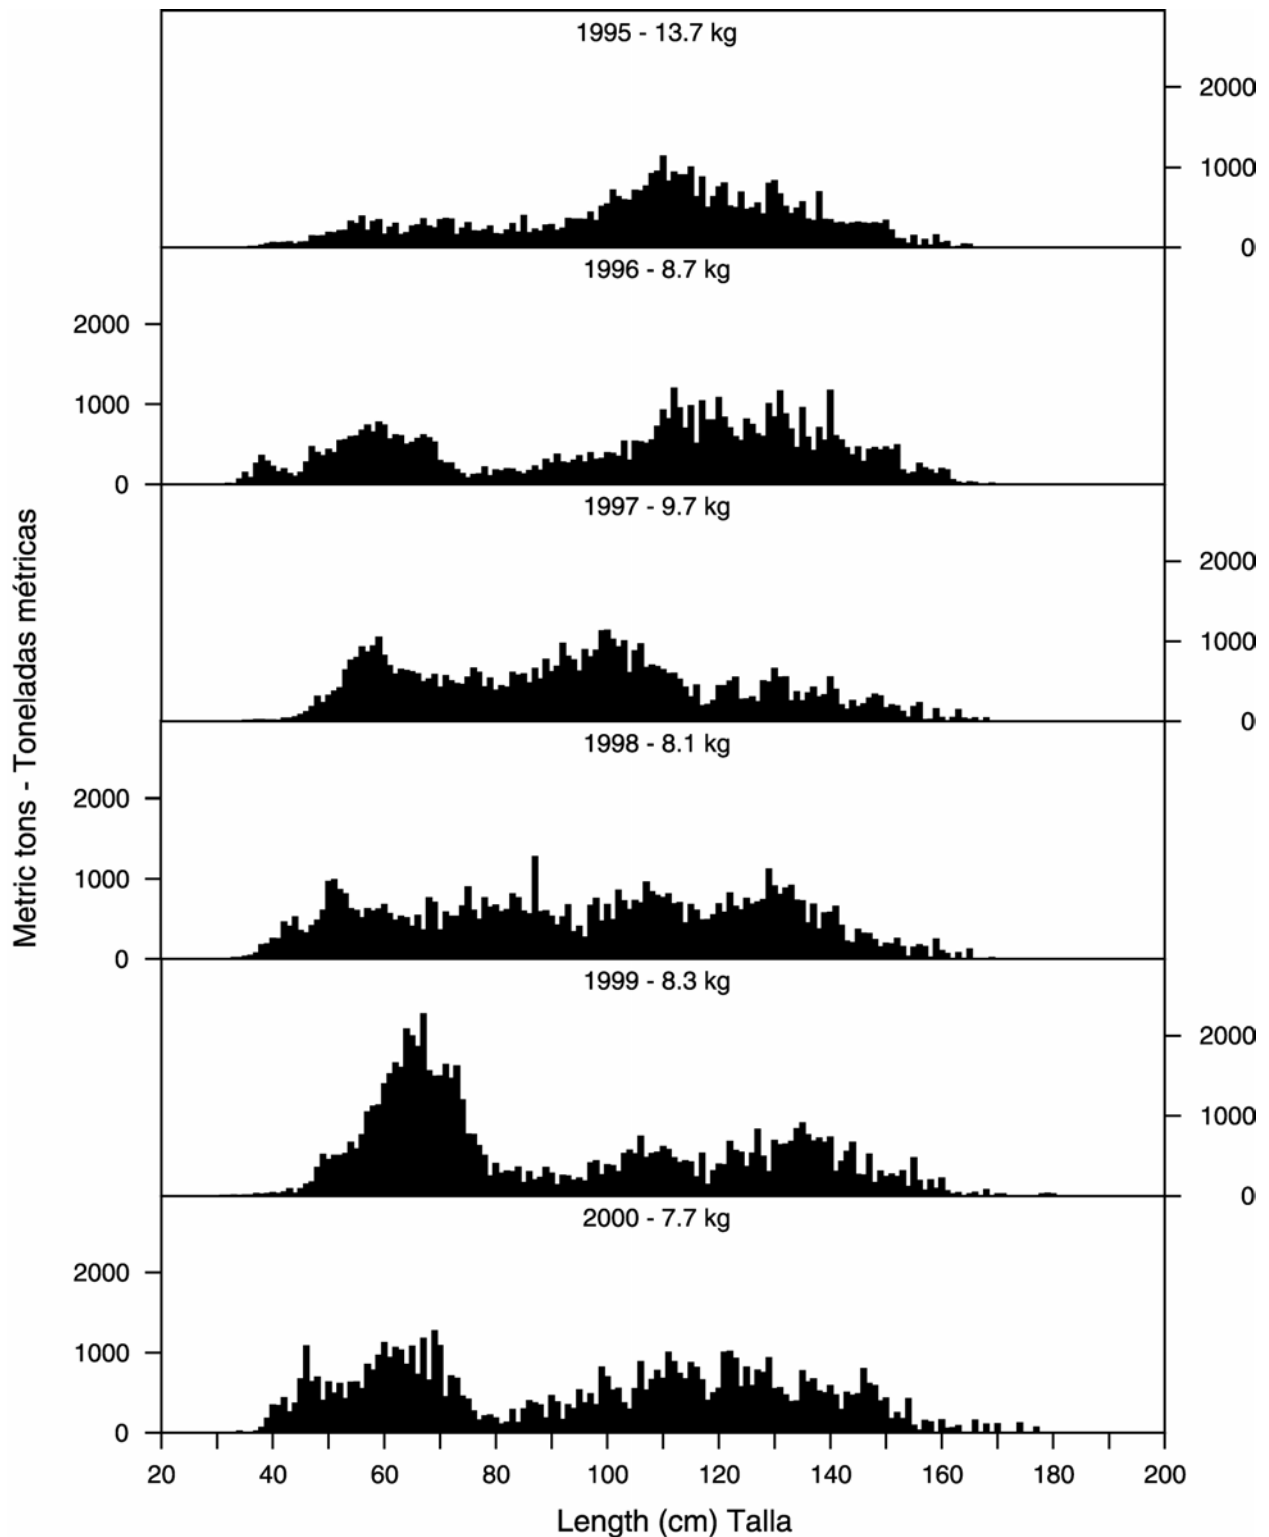 1995 - 13.7 kg
2000
1000
0
1996 - 8.7 kg
2000
1000
0
1997 - 9.7 kg
2000
1000
0
1998 - 8.1 kg
2000
1000
0
1999 - 8.3 kg
2000
1000
0
2000 - 7.7 kg
2000
1000
0
Metric tons - Toneladas métricas
20 40 60 80 100 120 140 160 180 200
Length (cm) Talla